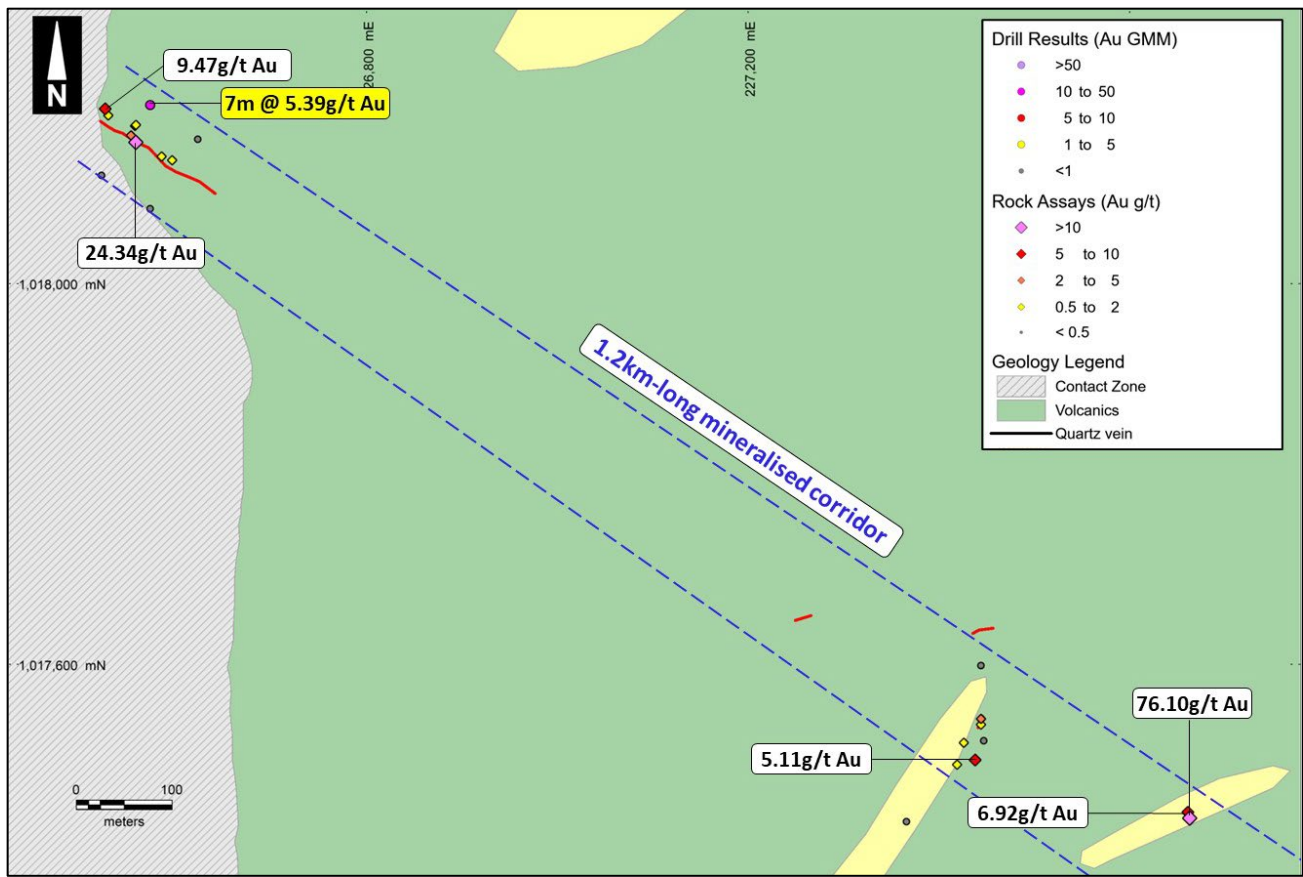 N
9.47g/t Au
7m @ 5.39g/t Au
24.34g/t Au
26,800 mE
227,200 mE
1,018,000 mN
1,017,600 mN
1.2km-long mineralised corridor
76.10g/t Au
5.11g/t Au
6.92g/t Au
0 100
meters
Drill Results (Au GMM)
>50
10 to 50
5 to 10
1 to 5
<1
Rock Assays (Au g/t)
>10
5 to 10
2 to 5
0.5 to 2
< 0.5
Geology Legend
Contact Zone
Volcanics
Quartz vein